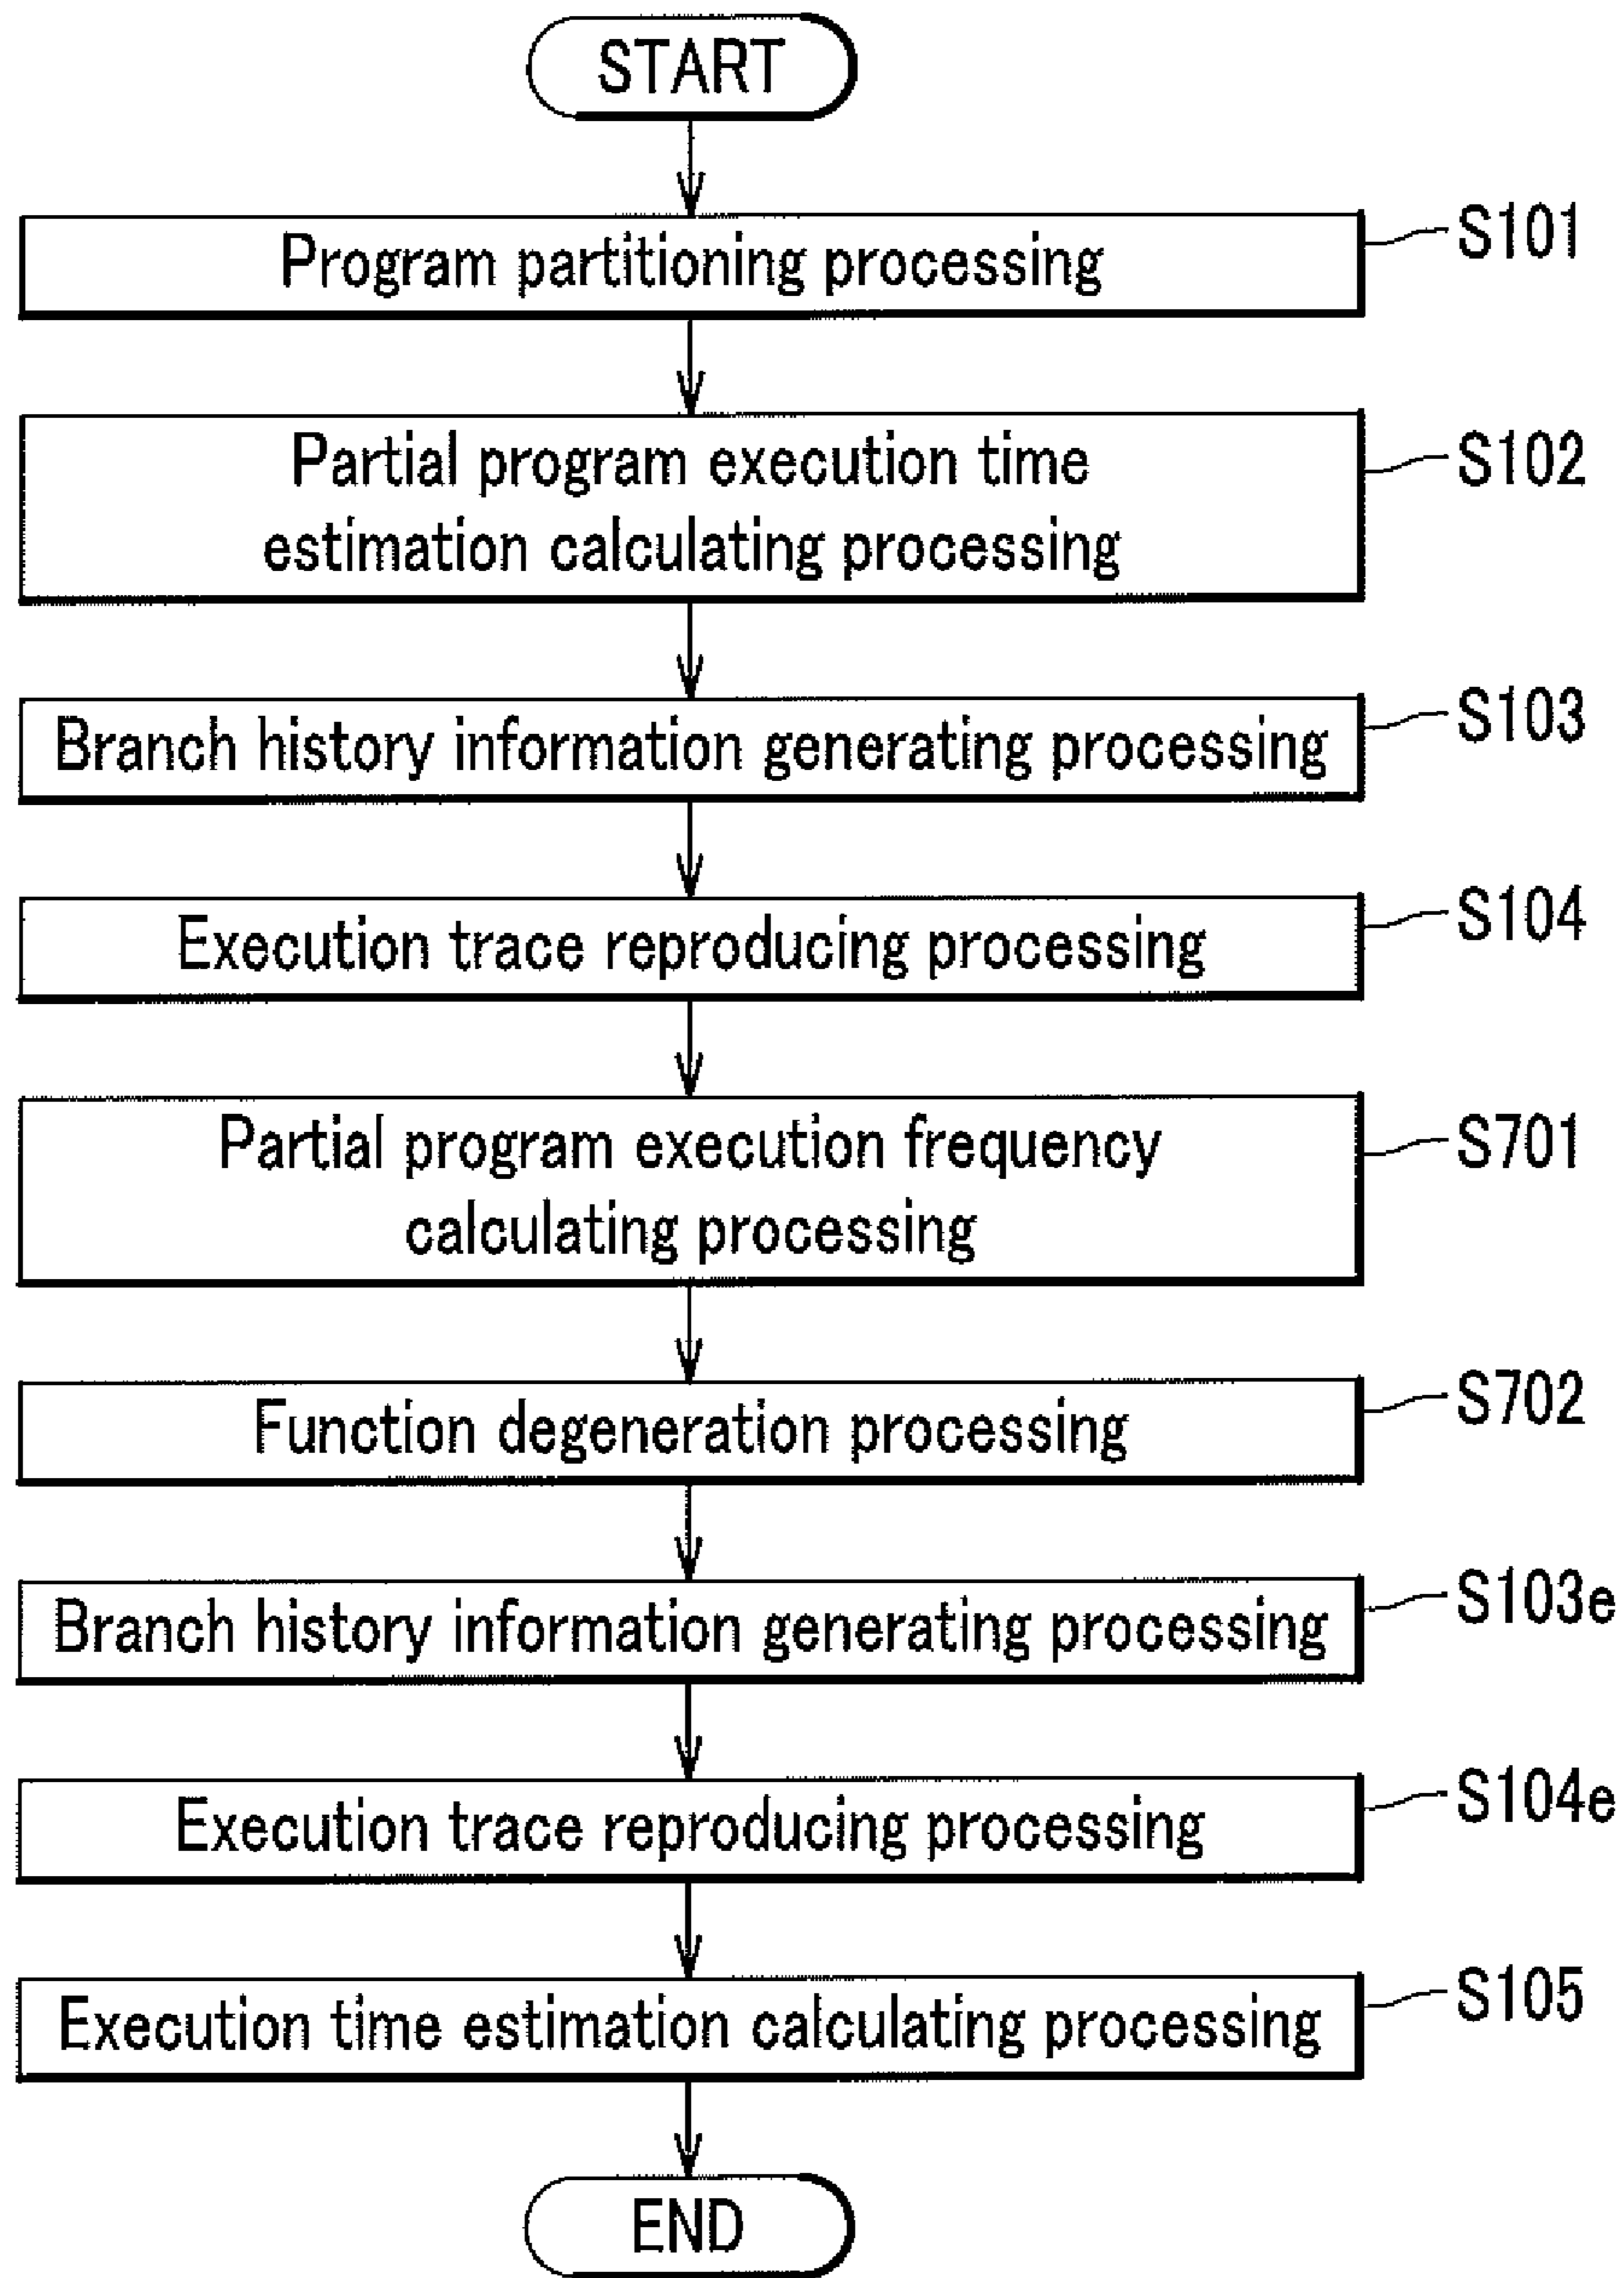 START
Program partitioning processing
S101
Partial program execution time
estimation calculating processing
S102
Branch history information generating processing
S103
Execution trace reproducing processing
S104
Partial program execution frequency
calculating processing
S701
Function degeneration processing
S702
Branch history information generating processing
S103e
Execution trace reproducing processing
S104e
Execution time estimation calculating processing
S105
END